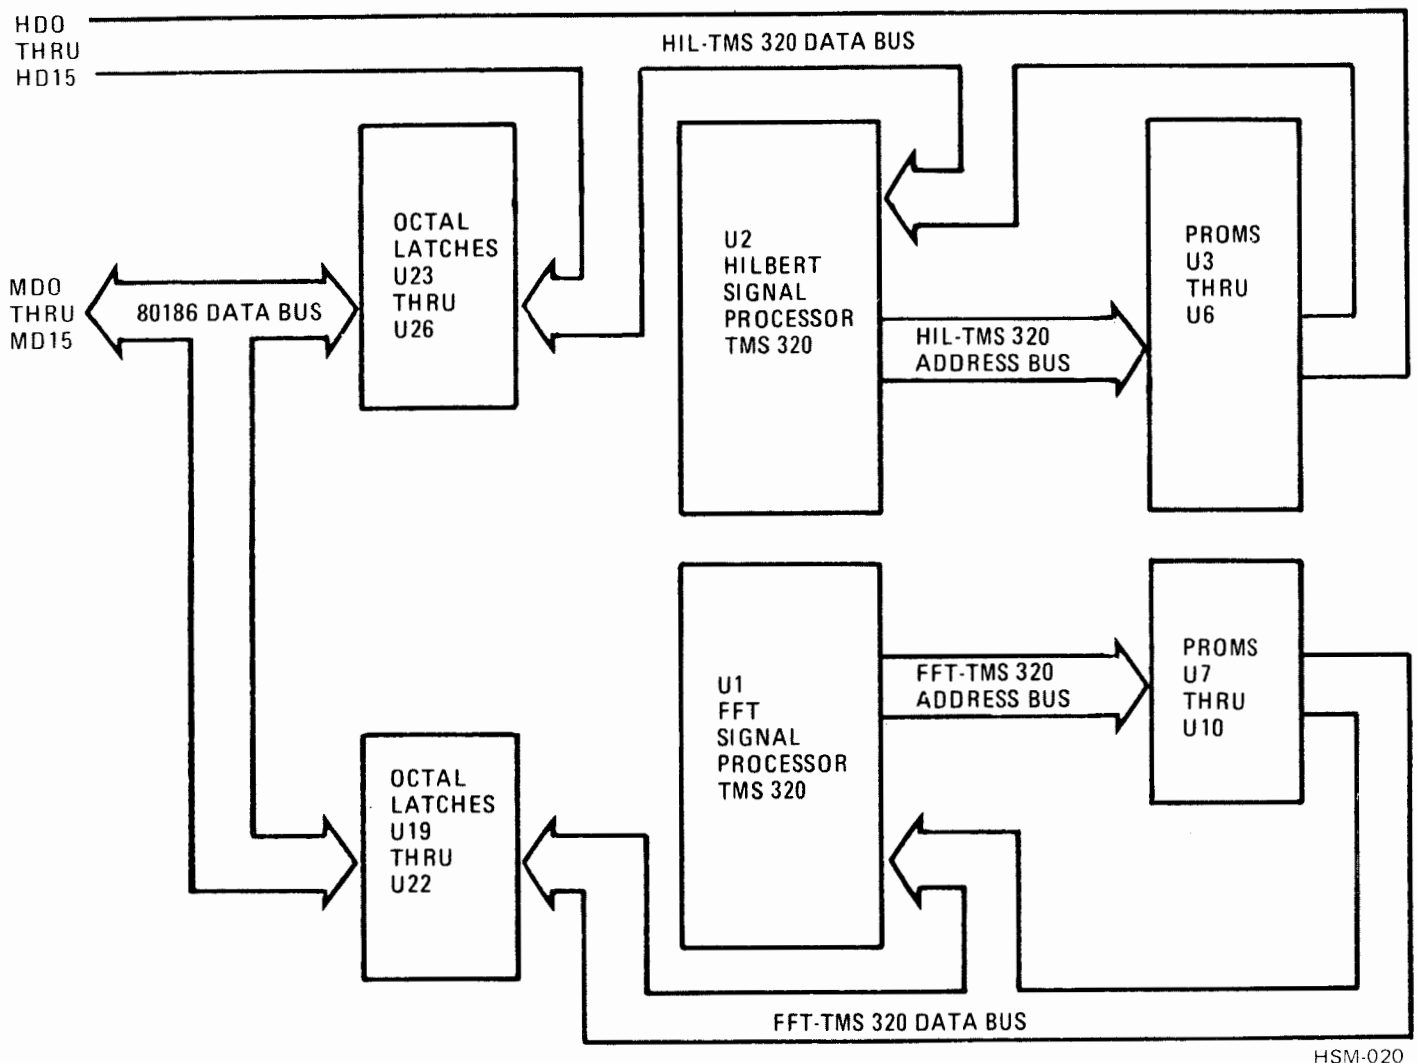 HD0
THRU
HD15
HIL-TMS 320 DATA BUS
OCTAL
LATCHES
U23
THRU
U26
U2
HILBERT
SIGNAL
PROCESSOR
TMS 320
PROMS
U3
THRU
U6
MD0
THRU
MD15
80186 DATA BUS
HIL-TMS 320
ADDRESS BUS
U1
FFT
SIGNAL
PROCESSOR
TMS 320
FFT-TMS 320
ADDRESS BUS
PROMS
U7
THRU
U10
OCTAL
LATCHES
U19
THRU
U22
FFT-TMS 320 DATA BUS
HSM-020